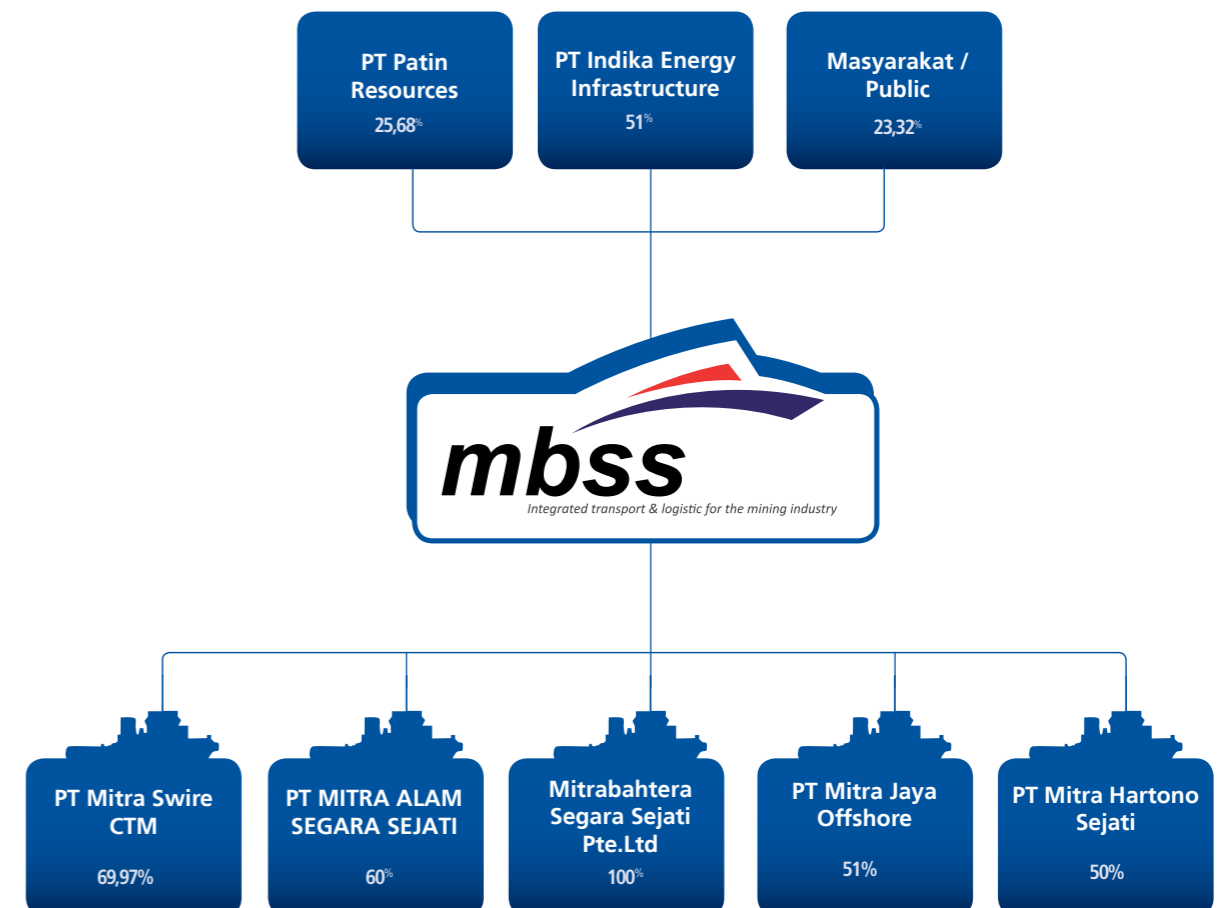 PT Patin
Resources
25,68%
PT Indika Energy
Infrastructure
51%
Masyarakat /
Public
23,32%
mbss
Integrated transport & logistic for the mining industry
PT Mitra Swire
CTM
69,97%
PT MITRA ALAM
SEGARA SEJATI
60%
Mitrabahtera
Segara Sejati
Pte.Ltd
100%
PT Mitra Jaya
Offshore
51%
PT Mitra Hartono
Sejati
50%